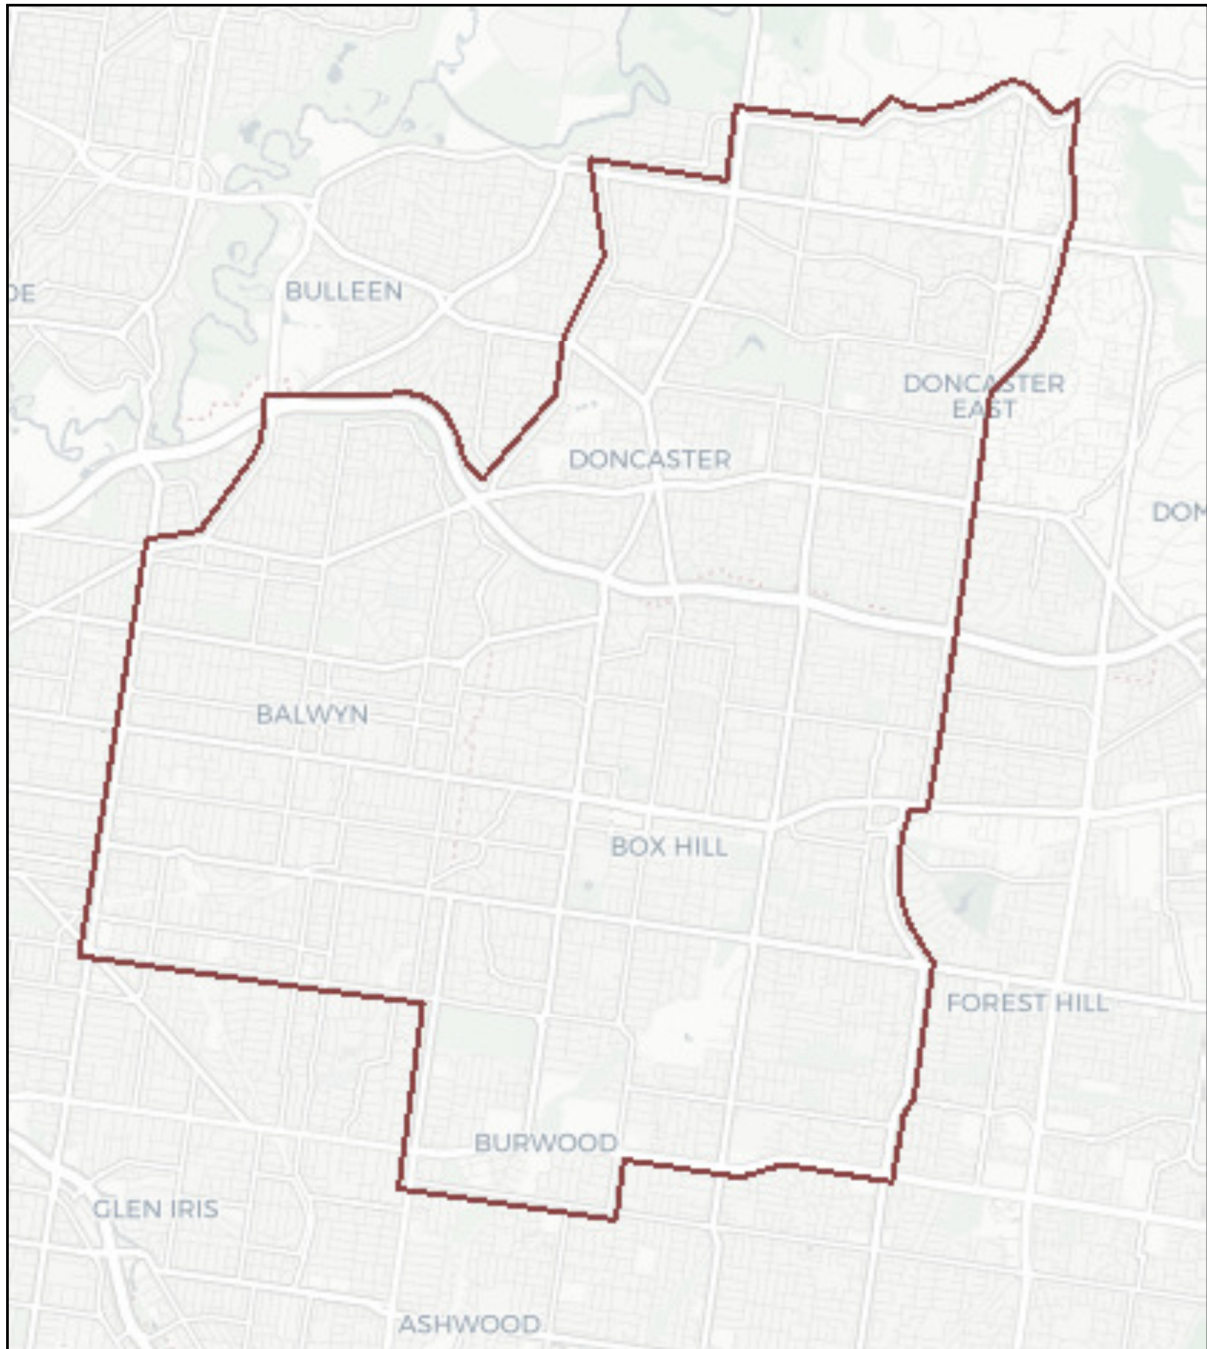 DE
BULLEEN
DONCASTER
EAST
DONCASTER
DOM
BALWYN
BOX HILL
FOREST HILL
BURWOOD
GLEN IRIS
ASHWOOD